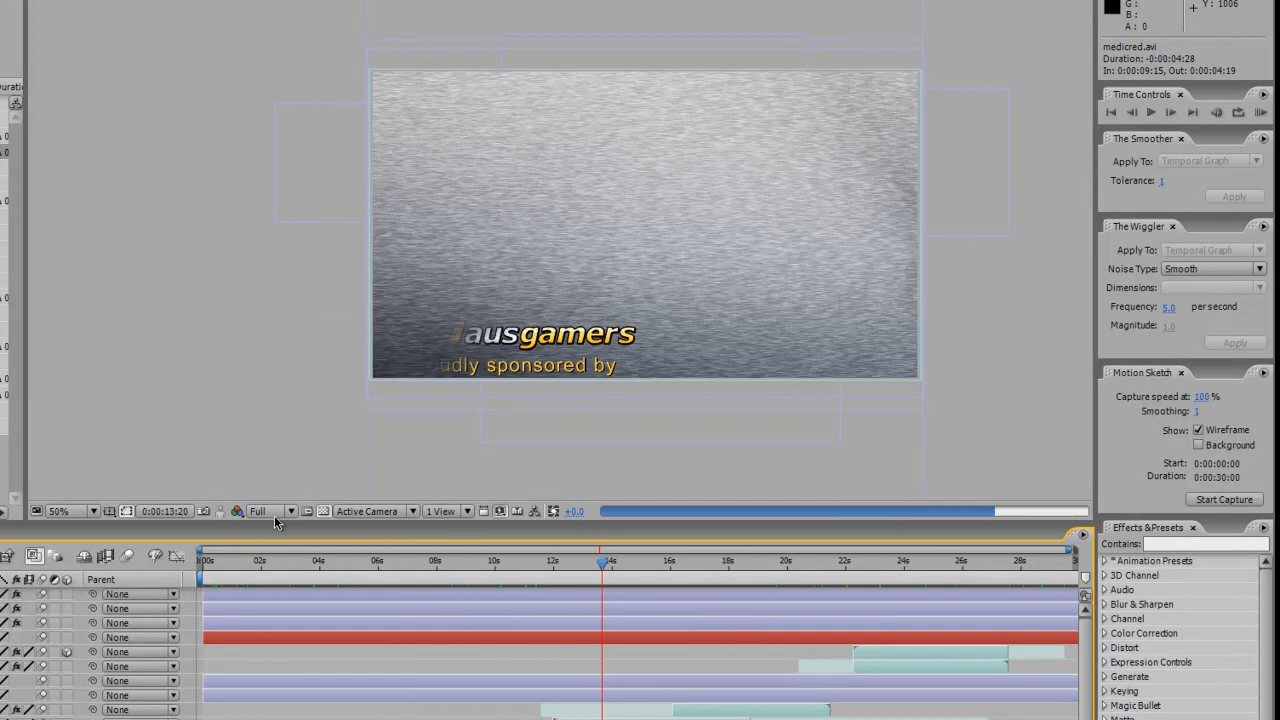 G :
B :
A : 0
+ Y : 1006
medicred.avi
Duration: -0:00:04:28
In: 0:00:09:15, Out: 0:00:04:19
Time Controls
The Smoother
Apply To: Temporal Graph
Tolerance: 1
Apply
The Wiggler
Apply To: Temporal Graph
Noise Type: Smooth
Dimensions:
Frequency: 5.0 per second
Magnitude: 1.0
Apply
Motion Sketch
Capture speed at: 100 %
Smoothing: 1
Show: Wireframe
Background
Start: 0:00:00:00
Duration: 0:00:30:00
Start Capture
ausgamers
udly sponsored by
50% 0:00:13:20 Full Active Camera 1 View +0.0
Effects & Presets
Contains:
* Animation Presets
3D Channel
Audio
Blur & Sharpen
Channel
Color Correction
Distort
Expression Controls
Generate
Keying
Magic Bullet
Matte
:00s 02s 04s 06s 08s 10s 12s 14s 16s 18s 20s 22s 24s 26s 28s
Parent
None
None
None
None
None
None
None
None
None